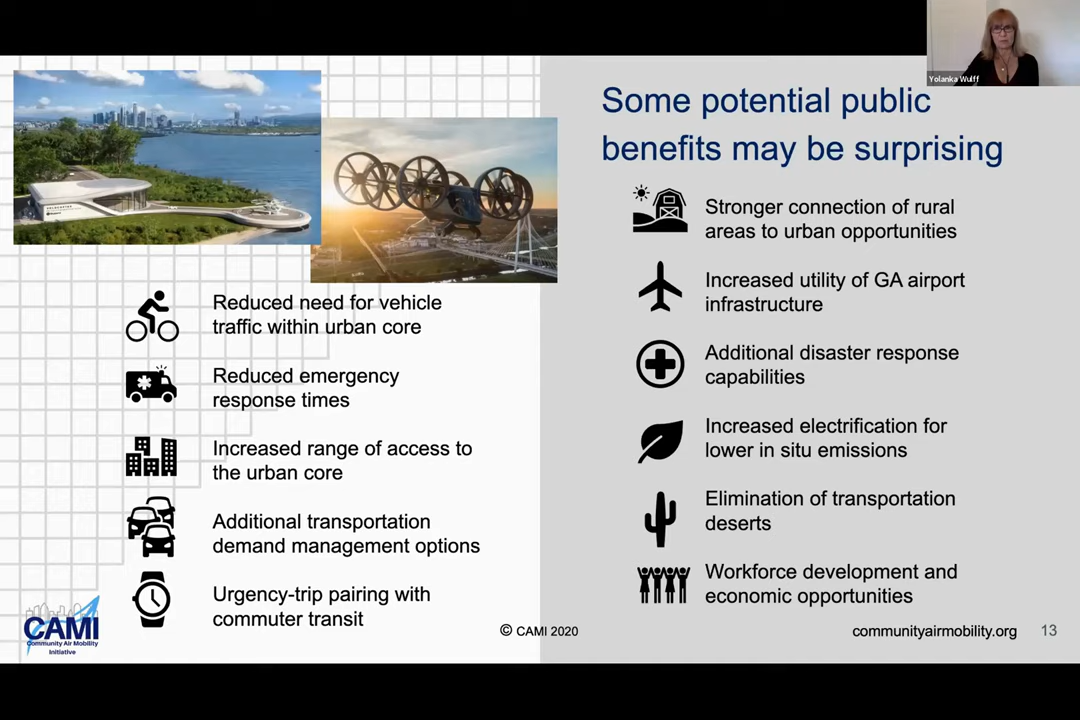 Yolanka Wulff
Some potential public
benefits may be surprising
Reduced need for vehicle
traffic within urban core
Reduced emergency
response times
Increased range of access to
the urban core
Additional transportation
demand management options
Urgency-trip pairing with
commuter transit
Stronger connection of rural
areas to urban opportunities
Increased utility of GA airport
infrastructure
Additional disaster response
capabilities
Increased electrification for
lower in situ emissions
Elimination of transportation
deserts
Workforce development and
economic opportunities
CAMI
Community Air Mobility
Initiative
© CAMI 2020
communityairmobility.org
13